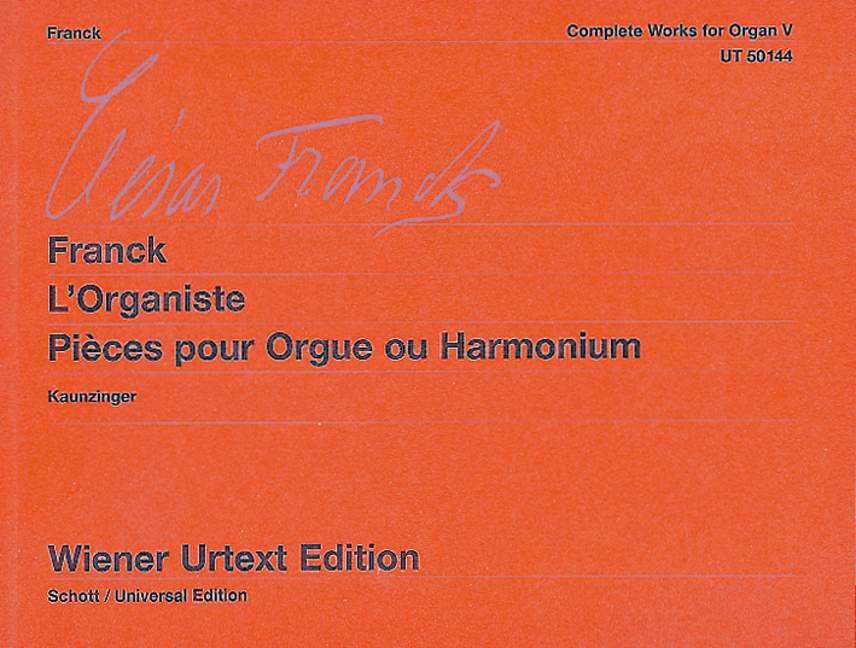 Franck
Complete Works for Organ V
UT 50144
César Franck
Franck
L'Organiste
Pièces pour Orgue ou Harmonium
Kaunzinger
Wiener Urtext Edition
Schott / Universal Edition